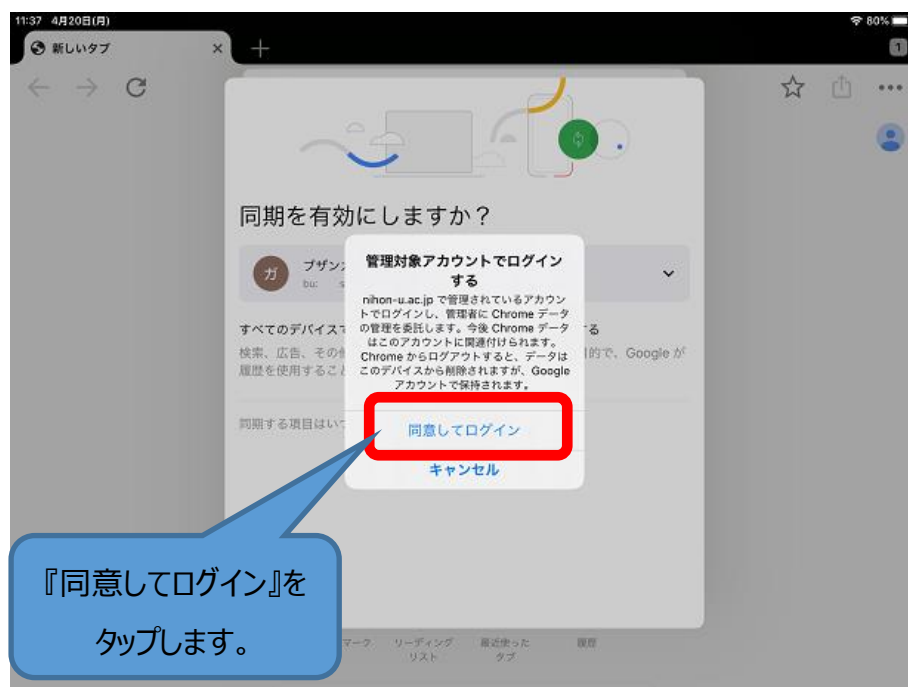 11:37 4月20日(月)
80%
新しいタブ
1
同期を有効にしますか？
ガ ブザン
bu: s
管理対象アカウントでログイン
する
nihon-u.ac.jp で管理されているアカウン
トでログインし、管理者に Chrome データ
の管理を委託します。今後 Chrome データ
はこのアカウントに関連付けられます。
Chrome からログアウトすると、データは
このデバイスから削除されますが、Google
アカウントで保持されます。
すべてのデバイスで
る
検索、広告、その他
的で、Google が
履歴を使用すること
同期する項目はいつ
同意してログイン
キャンセル
『同意してログイン』を
タップします。
マーク リーディング 最近使った 履歴
リスト タブ